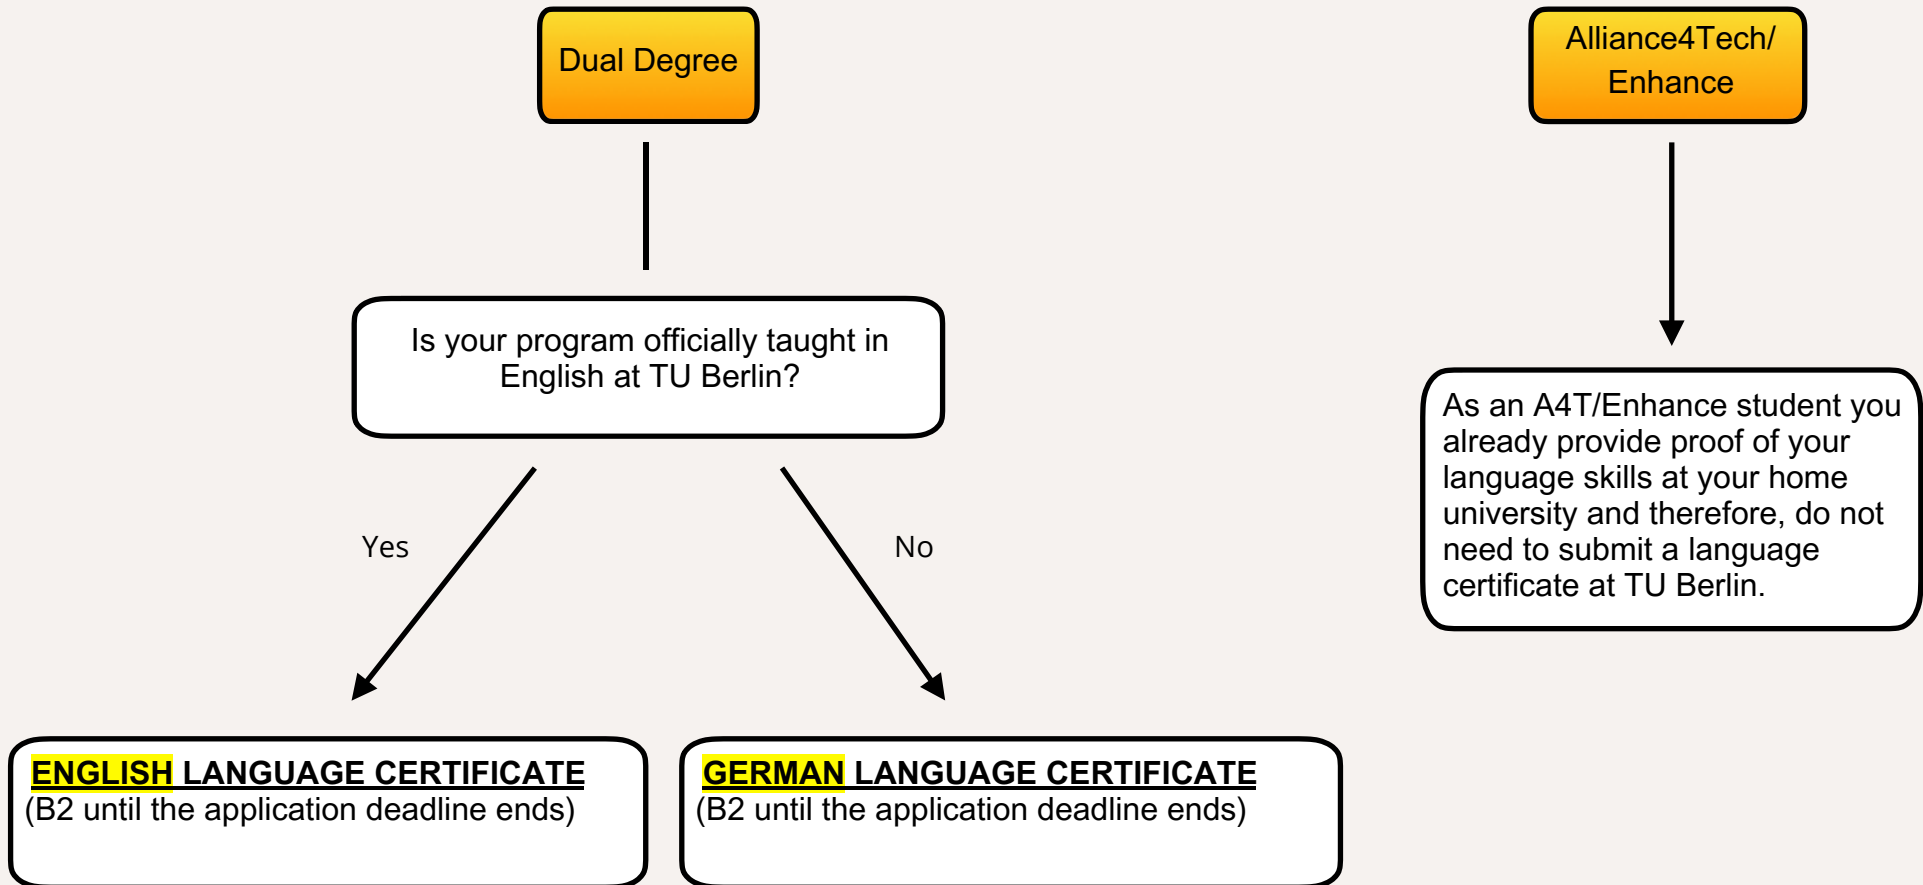 Dual Degree
Alliance4Tech/
Enhance
Is your program officially taught in
English at TU Berlin?
As an A4T/Enhance student you
already provide proof of your
language skills at your home
university and therefore, do not
need to submit a language
certificate at TU Berlin.
Yes
No
ENGLISH LANGUAGE CERTIFICATE
(B2 until the application deadline ends)
GERMAN LANGUAGE CERTIFICATE
(B2 until the application deadline ends)